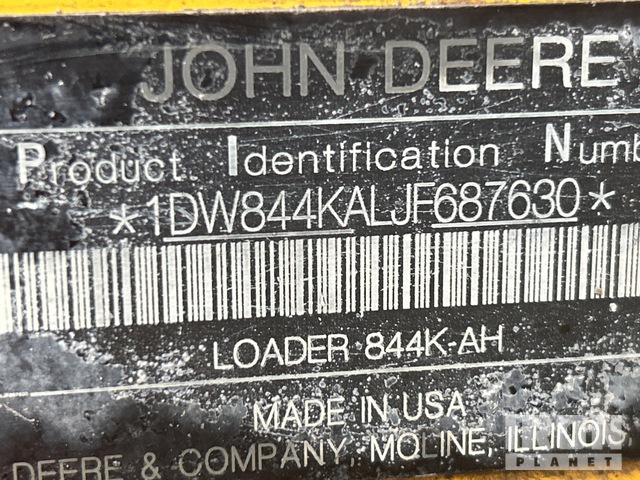 JOHN DEERE
Product Identification Numb
*1DW844KALJF687630*
LOADER 844K-AH
MADE IN USA
DEERE & COMPANY, MOLINE, ILLINOIS
PLANET